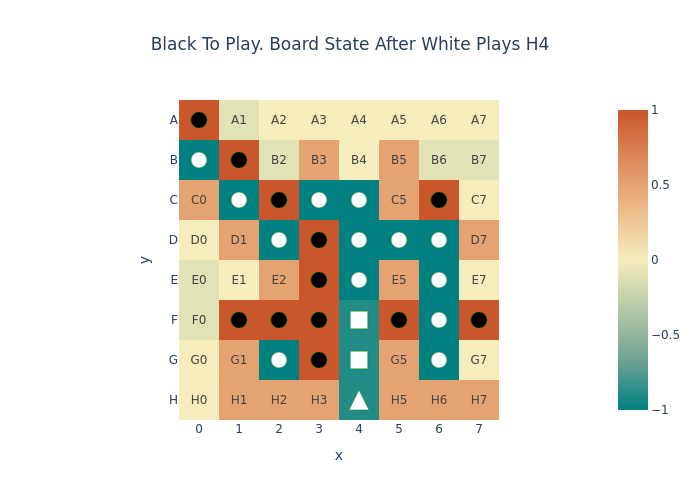 Black To Play. Board State After White Plays H4
A A1 A2 A3 A4 A5 A6 A7
B B2 B3 B4 B5 B6 B7
C C0 C5 C7
D D0 D1 D7
E E0 E1 E2 E5 E7
F F0
G G0 G1 G5 G7
H H0 H1 H2 H3 H5 H6 H7
0 1 2 3 4 5 6 7
x
y
1
0.5
0
−0.5
−1